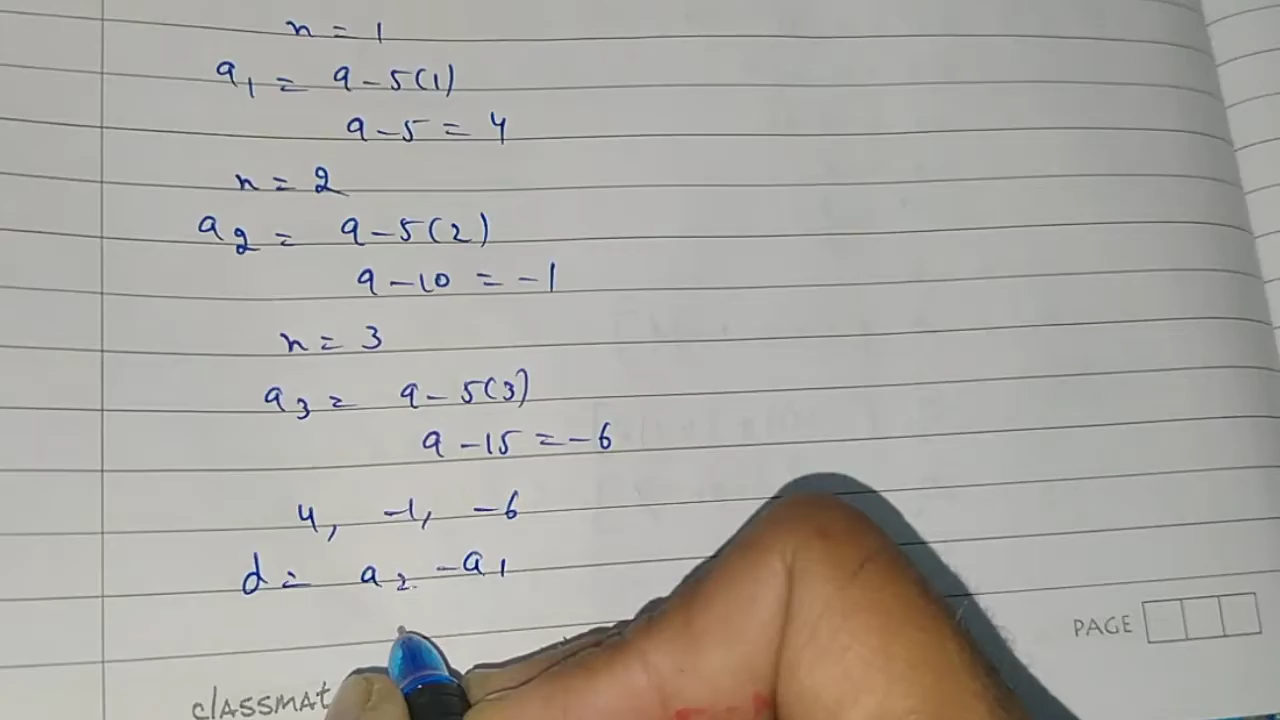 n = 1
a1 = 9 - 5(1)
9 - 5 = 4
n = 2
a2 = 9 - 5(2)
9 - 10 = -1
n = 3
a3 = 9 - 5(3)
9 - 15 = -6
4, -1, -6
d = a2 - a1
PAGE
classmat